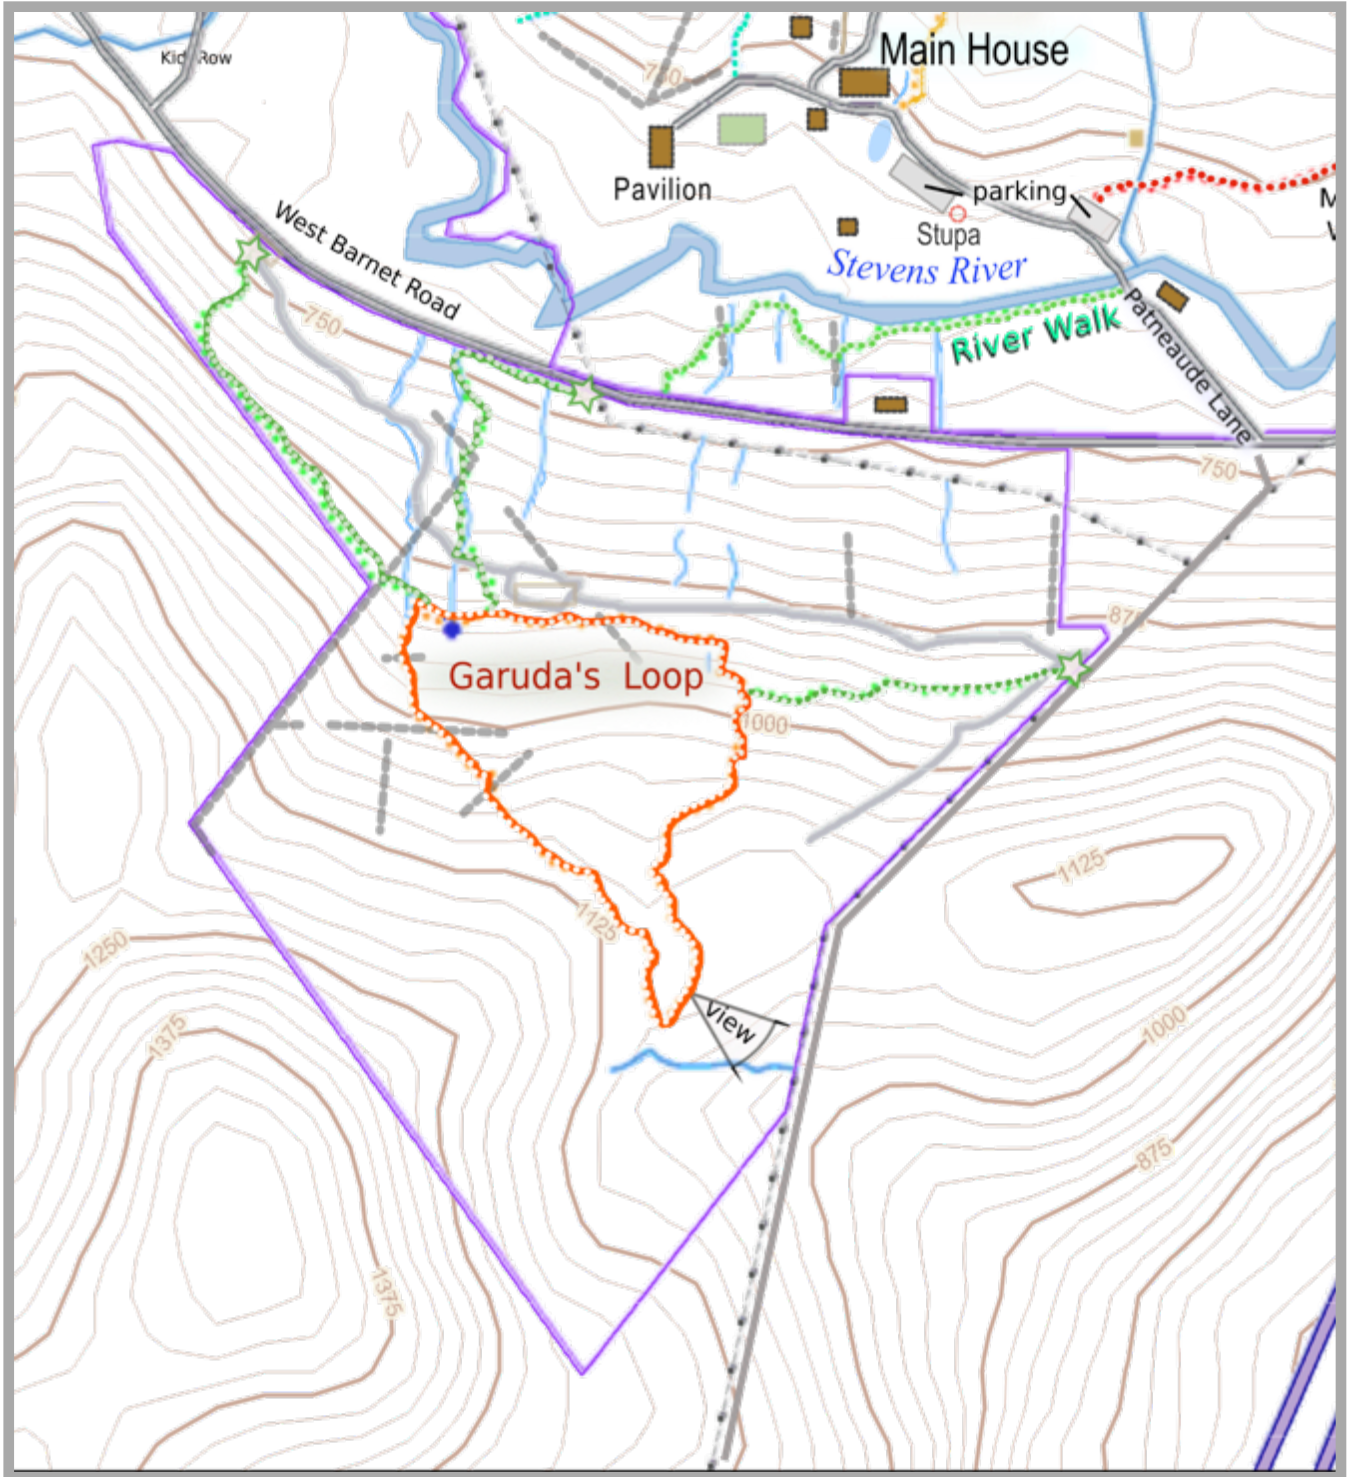 Kid Row
Main House
750
Pavilion
parking
M
Stupa
West Barnet Road
Stevens River
750
River Walk
Patneaude Lane
750
875
Garuda's Loop
1000
1125
1125
1250
view
1000
1375
875
1375